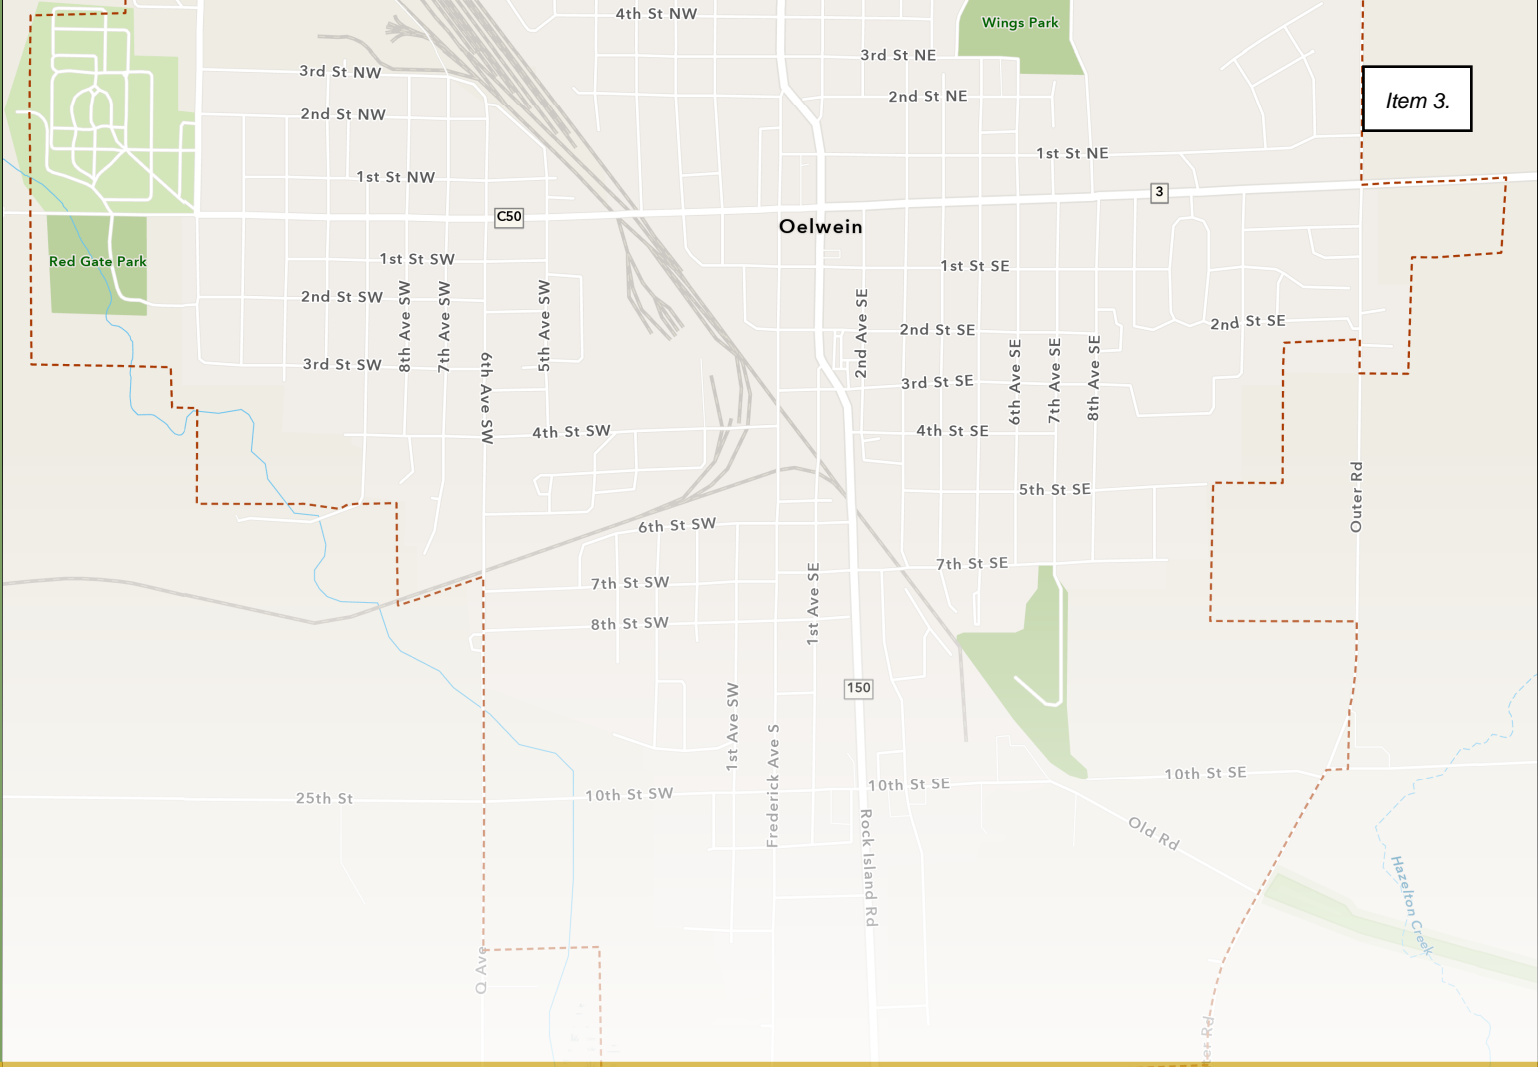 4th St NW
Wings Park
3rd St NE
3rd St NW
2nd St NE
Item 3.
2nd St NW
1st St NE
1st St NW
3
C50
Oelwein
Red Gate Park
1st St SW
1st St SE
2nd St SW
8th Ave SW
7th Ave SW
5th Ave SW
2nd Ave SE
2nd St SE
2nd St SE
3rd St SW
6th Ave SW
3rd St SE
6th Ave SE
7th Ave SE
8th Ave SE
4th St SW
4th St SE
5th St SE
Outer Rd
6th St SW
7th St SE
7th St SW
1st Ave SE
8th St SW
150
1st Ave SW
Frederick Ave S
10th St SE
10th St SE
25th St
10th St SW
Rock Island Rd
Old Rd
Hazelton Creek
Q Ave